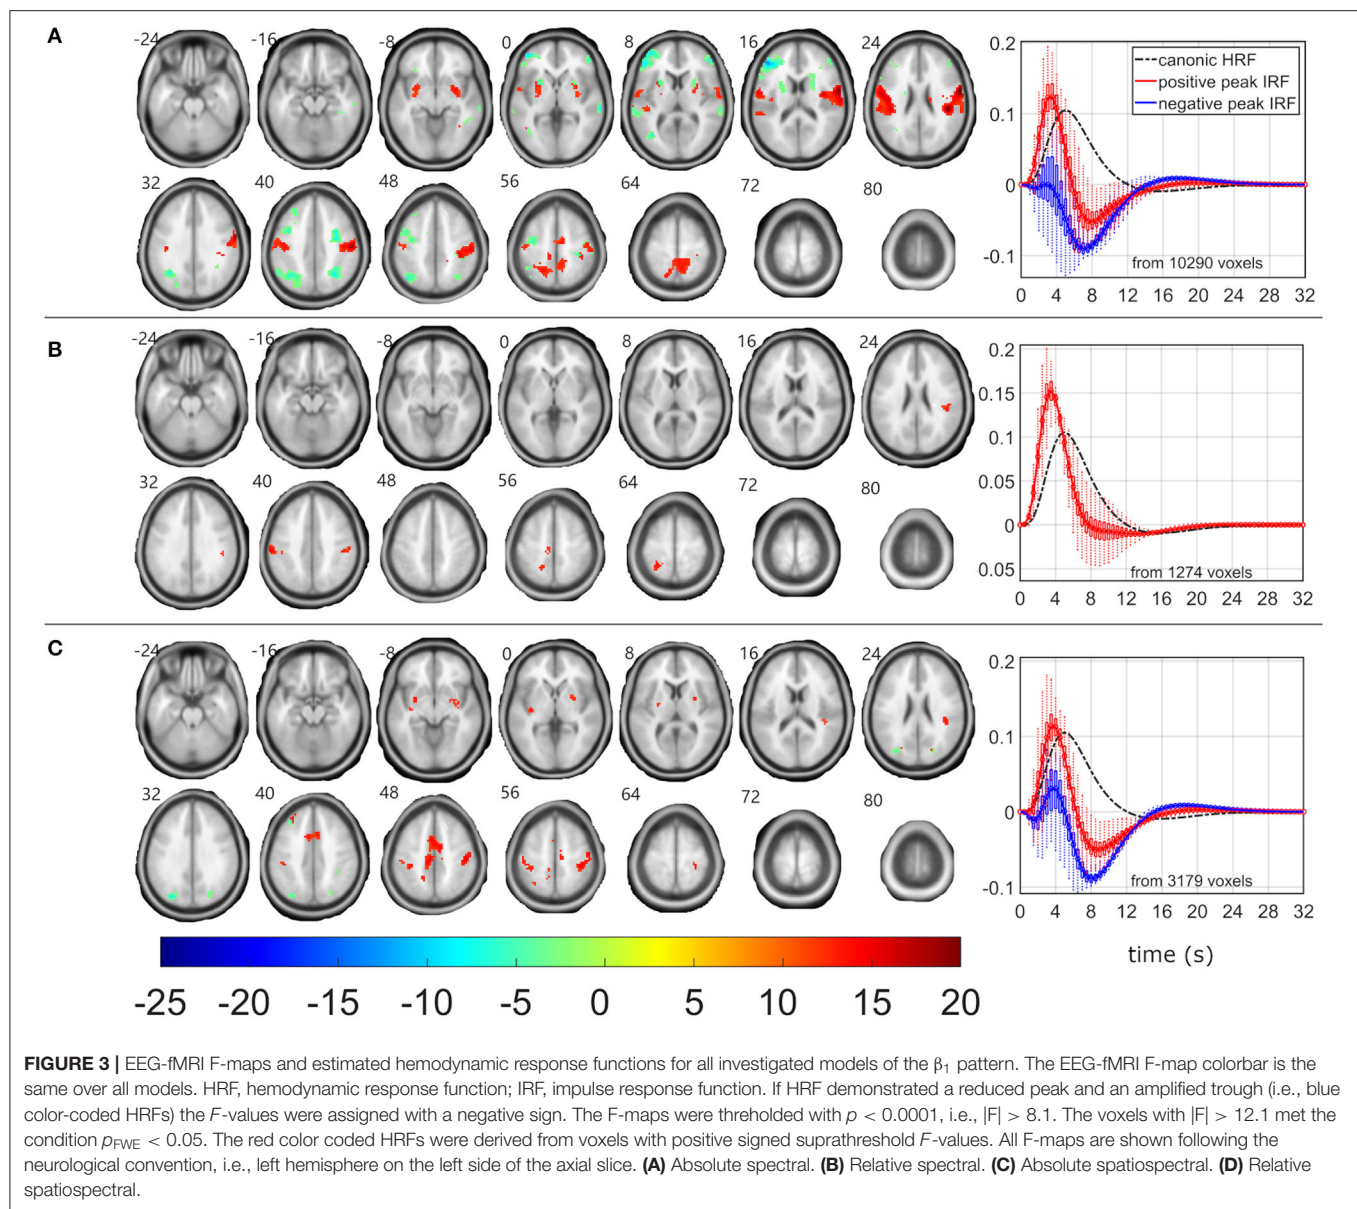 A
-24 -16 -8 0 8 16 24
32 40 48 56 64 72 80
0.2
0.1
0
-0.1
canonic HRF
positive peak IRF
negative peak IRF
from 10290 voxels
0 4 8 12 16 20 24 28 32
B
-24 -16 -8 0 8 16 24
32 40 48 56 64 72 80
0.2
0.15
0.1
0.05
0
0.05
from 1274 voxels
0 4 8 12 16 20 24 28 32
C
-24 -16 -8 0 8 16 24
32 40 48 56 64 72 80
0.2
0.1
0
-0.1
from 3179 voxels
0 4 8 12 16 20 24 28 32
time (s)
-25 -20 -15 -10 -5 0 5 10 15 20
FIGURE 3 | EEG-fMRI F-maps and estimated hemodynamic response functions for all investigated models of the β₁ pattern. The EEG-fMRI F-map colorbar is the
same over all models. HRF, hemodynamic response function; IRF, impulse response function. If HRF demonstrated a reduced peak and an amplified trough (i.e., blue
color-coded HRFs) the F-values were assigned with a negative sign. The F-maps were threholded with p < 0.0001, i.e., |F| > 8.1. The voxels with |F| > 12.1 met the
condition pFWE < 0.05. The red color coded HRFs were derived from voxels with positive signed suprathreshold F-values. All F-maps are shown following the
neurological convention, i.e., left hemisphere on the left side of the axial slice. (A) Absolute spectral. (B) Relative spectral. (C) Absolute spatiospectral. (D) Relative
spatiospectral.